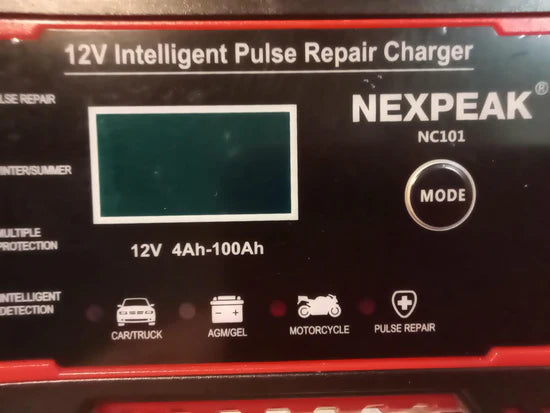 12V Intelligent Pulse Repair Charger
LSE REPAIR
NEXPEAK®
NC101
INTER/SUMMER
MODE
MULTIPLE
PROTECTION
12V 4Ah-100Ah
INTELLIGENT
DETECTION
CAR/TRUCK
AGM/GEL
MOTORCYCLE
PULSE REPAIR